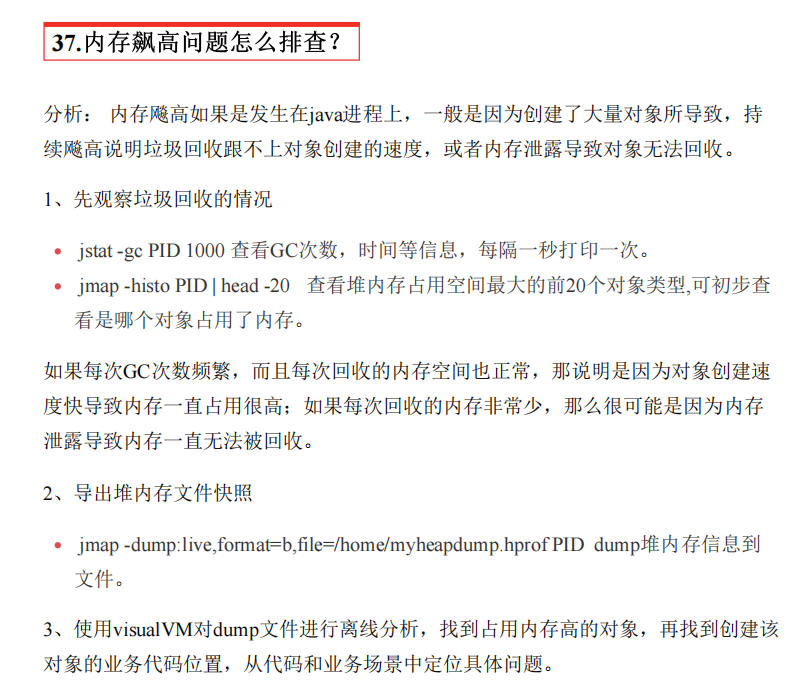 37.内存飙高问题怎么排查？
分析： 内存飚高如果是发生在java进程上，一般是因为创建了大量对象所导致，持
续飚高说明垃圾回收跟不上对象创建的速度，或者内存泄露导致对象无法回收。
1、先观察垃圾回收的情况
• jstat -gc PID 1000 查看GC次数，时间等信息，每隔一秒打印一次。
• jmap -histo PID | head -20 查看堆内存占用空间最大的前20个对象类型,可初步查
看是哪个对象占用了内存。
如果每次GC次数频繁，而且每次回收的内存空间也正常，那说明是因为对象创建速
度快导致内存一直占用很高；如果每次回收的内存非常少，那么很可能是因为内存
泄露导致内存一直无法被回收。
2、导出堆内存文件快照
• jmap -dump:live,format=b,file=/home/myheapdump.hprof PID dump堆内存信息到
文件。
3、使用visualVM对dump文件进行离线分析，找到占用内存高的对象，再找到创建该
对象的业务代码位置，从代码和业务场景中定位具体问题。